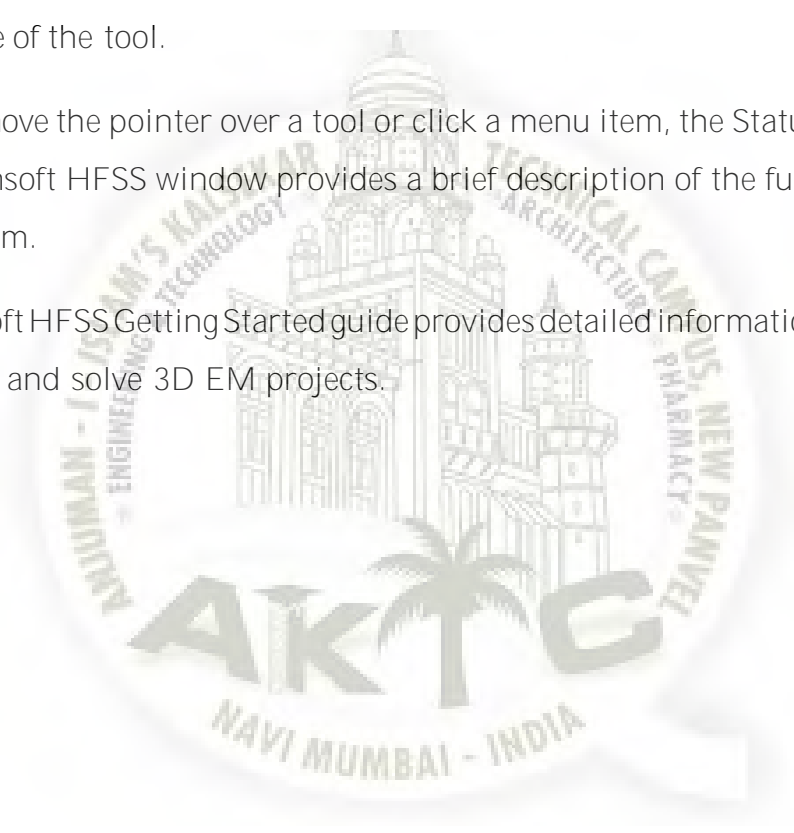 e of the tool.
ove the pointer over a tool or click a menu item, the Statu
nsoft HFSS window provides a brief description of the fu
m.
oft HFSS Getting Started guide provides detailed informatio
and solve 3D EM projects.
ANJUMAN - I - ISLAM'S KALSEKAR TECHNICAL CAMPUS, NEW PANVEL
ENGINEERING & TECHNOLOGY ARCHITECTURE PHARMACY
AIKTC
NAVI MUMBAI - INDIA